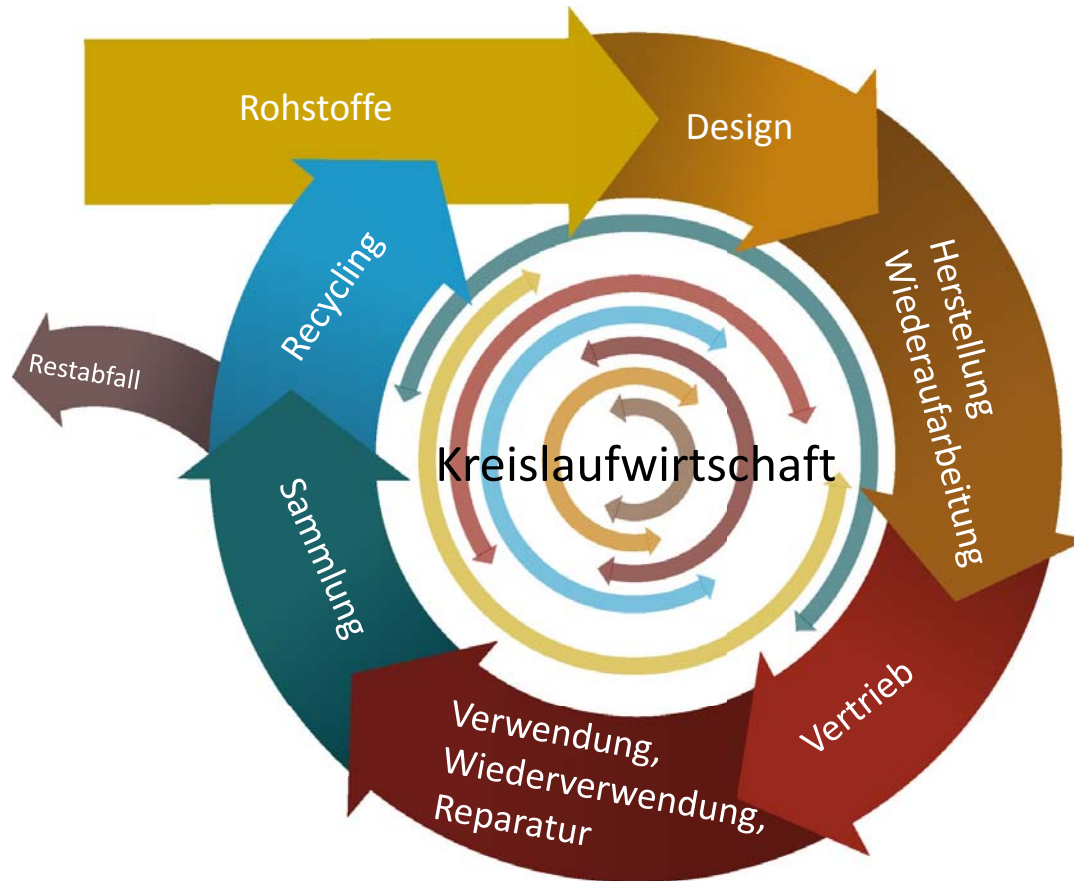 Rohstoffe
Design
Herstellung
Wiederaufarbeitung
Vertrieb
Verwendung,
Wiederverwendung,
Reparatur
Sammlung
Recycling
Restabfall
Kreislaufwirtschaft